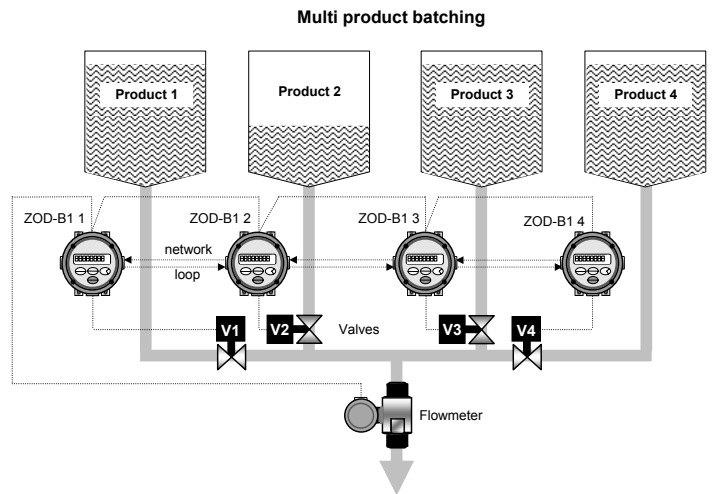 Multi product batching
Product 1
Product 2
Product 3
Product 4
ZOD-B1 1
ZOD-B1 2
ZOD-B1 3
ZOD-B1 4
network
loop
V1
V2
Valves
V3
V4
Flowmeter